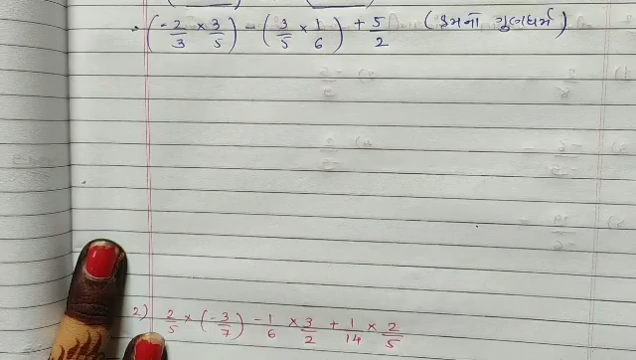 = (-2/3 × 3/5) - (3/5 × 1/6) + 5/2 (ક્રમનો ગુણધર્મ)
2) 2/5 × (-3/7) - 1/6 × 3/2 + 1/14 × 2/5